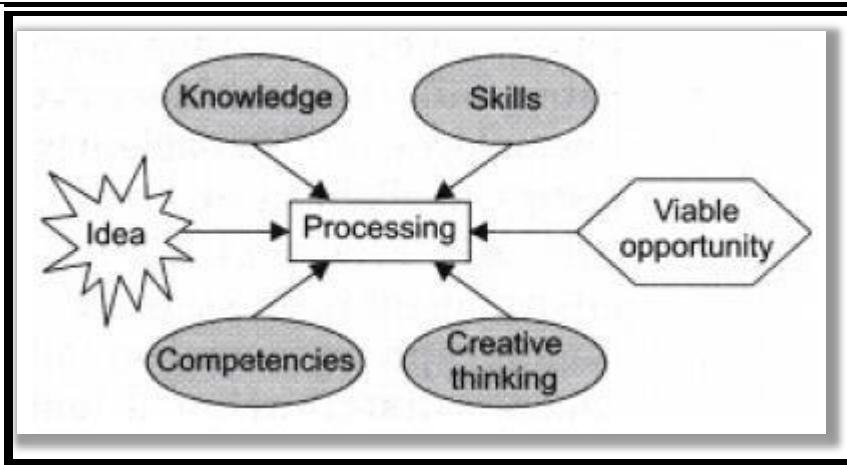 Knowledge
Skills
Idea
Processing
Viable
opportunity
Competencies
Creative
thinking